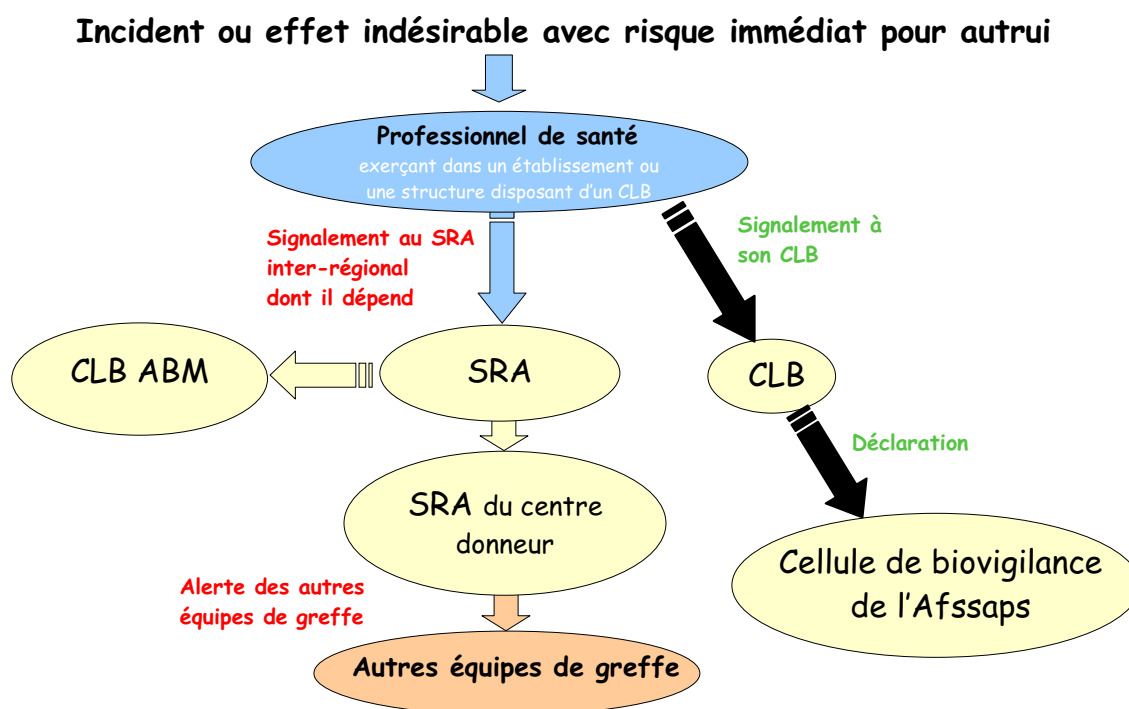 Incident ou effet indésirable avec risque immédiat pour autrui
Professionnel de santé
exerçant dans un établissement ou
une structure disposant d'un CLB
Signalement au SRA
inter-régional
dont il dépend
Signalement à
son CLB
CLB ABM
SRA
CLB
Déclaration
SRA du centre
donneur
Cellule de biovigilance
de l'Afssaps
Alerte des autres
équipes de greffe
Autres équipes de greffe